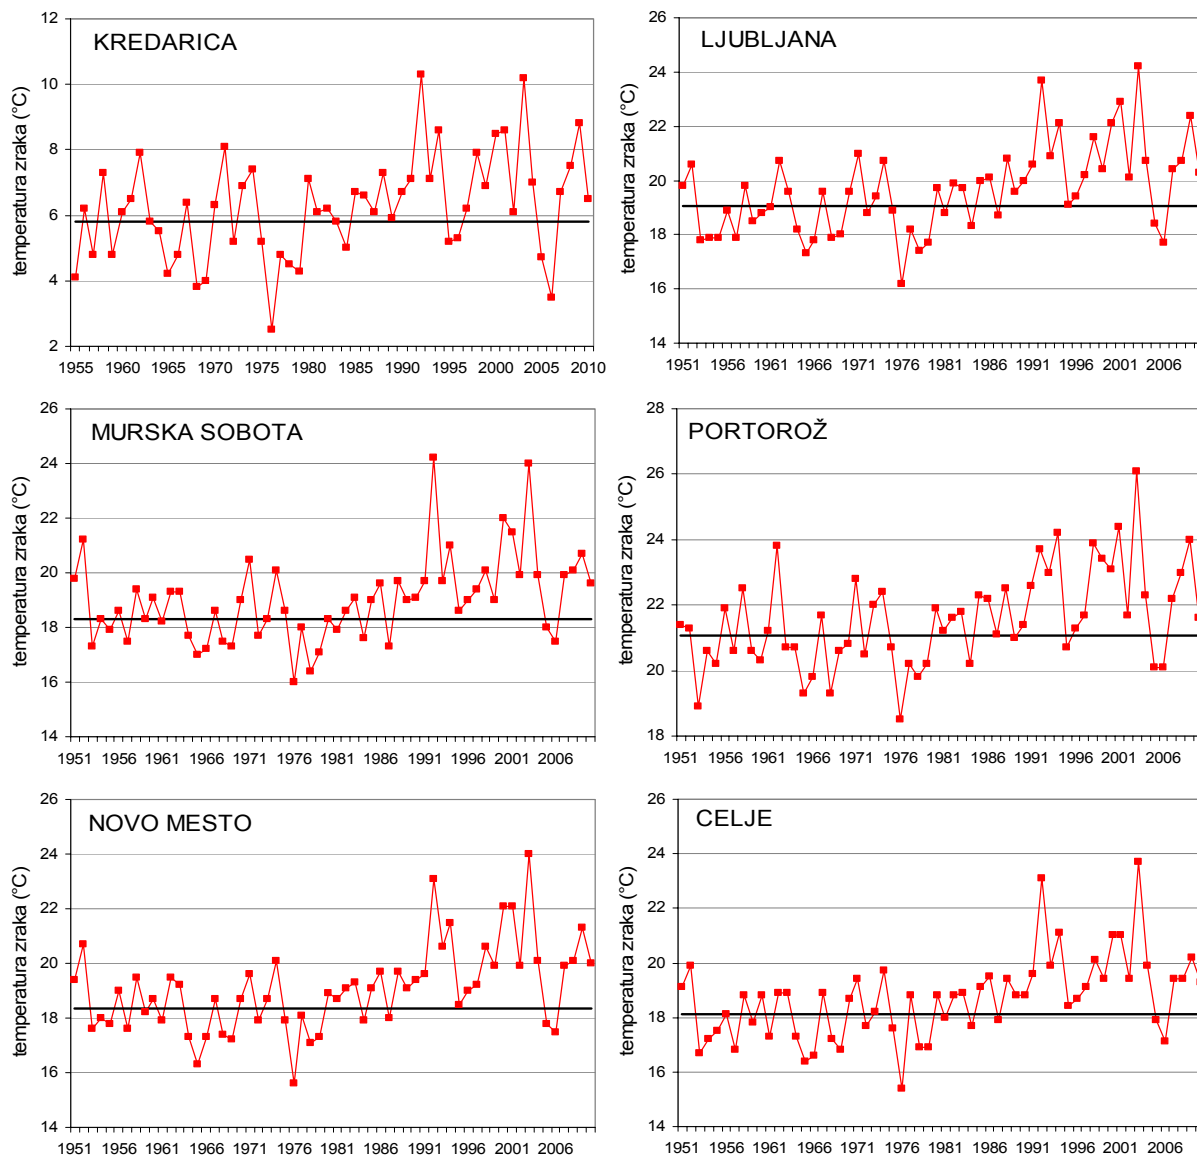 KREDARICA
temperatura zraka (°C)
12
10
8
6
4
2
1955 1960 1965 1970 1975 1980 1985 1990 1995 2000 2005 2010
LJUBLJANA
temperatura zraka (°C)
26
24
22
20
18
16
14
1951 1956 1961 1966 1971 1976 1981 1986 1991 1996 2001 2006
MURSKA SOBOTA
temperatura zraka (°C)
26
24
22
20
18
16
14
1951 1956 1961 1966 1971 1976 1981 1986 1991 1996 2001 2006
PORTOROŽ
temperatura zraka (°C)
28
26
24
22
20
18
1951 1956 1961 1966 1971 1976 1981 1986 1991 1996 2001 2006
NOVO MESTO
temperatura zraka (°C)
26
24
22
20
18
16
14
1951 1956 1961 1966 1971 1976 1981 1986 1991 1996 2001 2006
CELJE
temperatura zraka (°C)
26
24
22
20
18
16
14
1951 1956 1961 1966 1971 1976 1981 1986 1991 1996 2001 2006